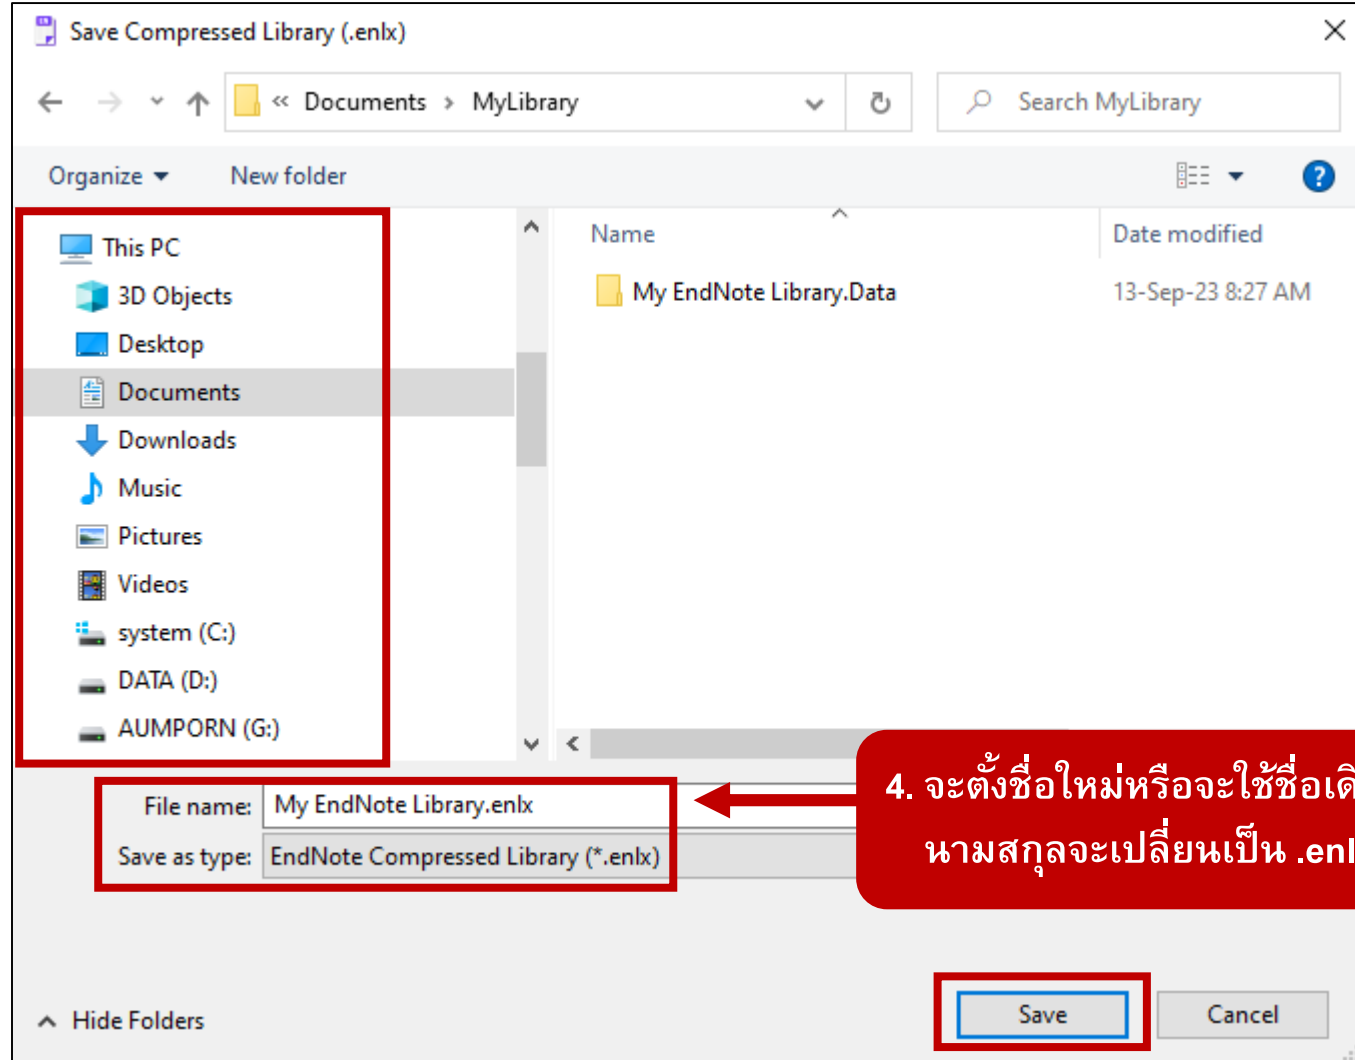 Save Compressed Library (.enlx)
« Documents › MyLibrary
Search MyLibrary
Organize
New folder
Name
Date modified
This PC
3D Objects
Desktop
Documents
Downloads
Music
Pictures
Videos
system (C:)
DATA (D:)
AUMPORN (G:)
My EndNote Library.Data
13-Sep-23 8:27 AM
4. จะตั้งชื่อใหม่หรือจะใช้ชื่อ
นามสกุลจะเปลี่ยนเป็น
File name: My EndNote Library.enlx
Save as type: EndNote Compressed Library (*.enlx)
Hide Folders
Save
Cancel